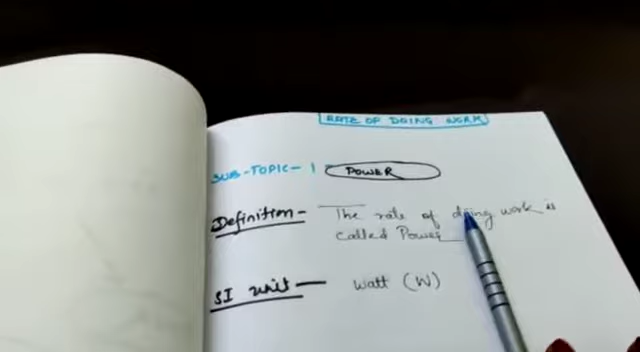 RATE OF DOING WORK
SUB-TOPIC-1 POWER
Definition- The rate of doing work is
called Power
SI unit- watt (W)